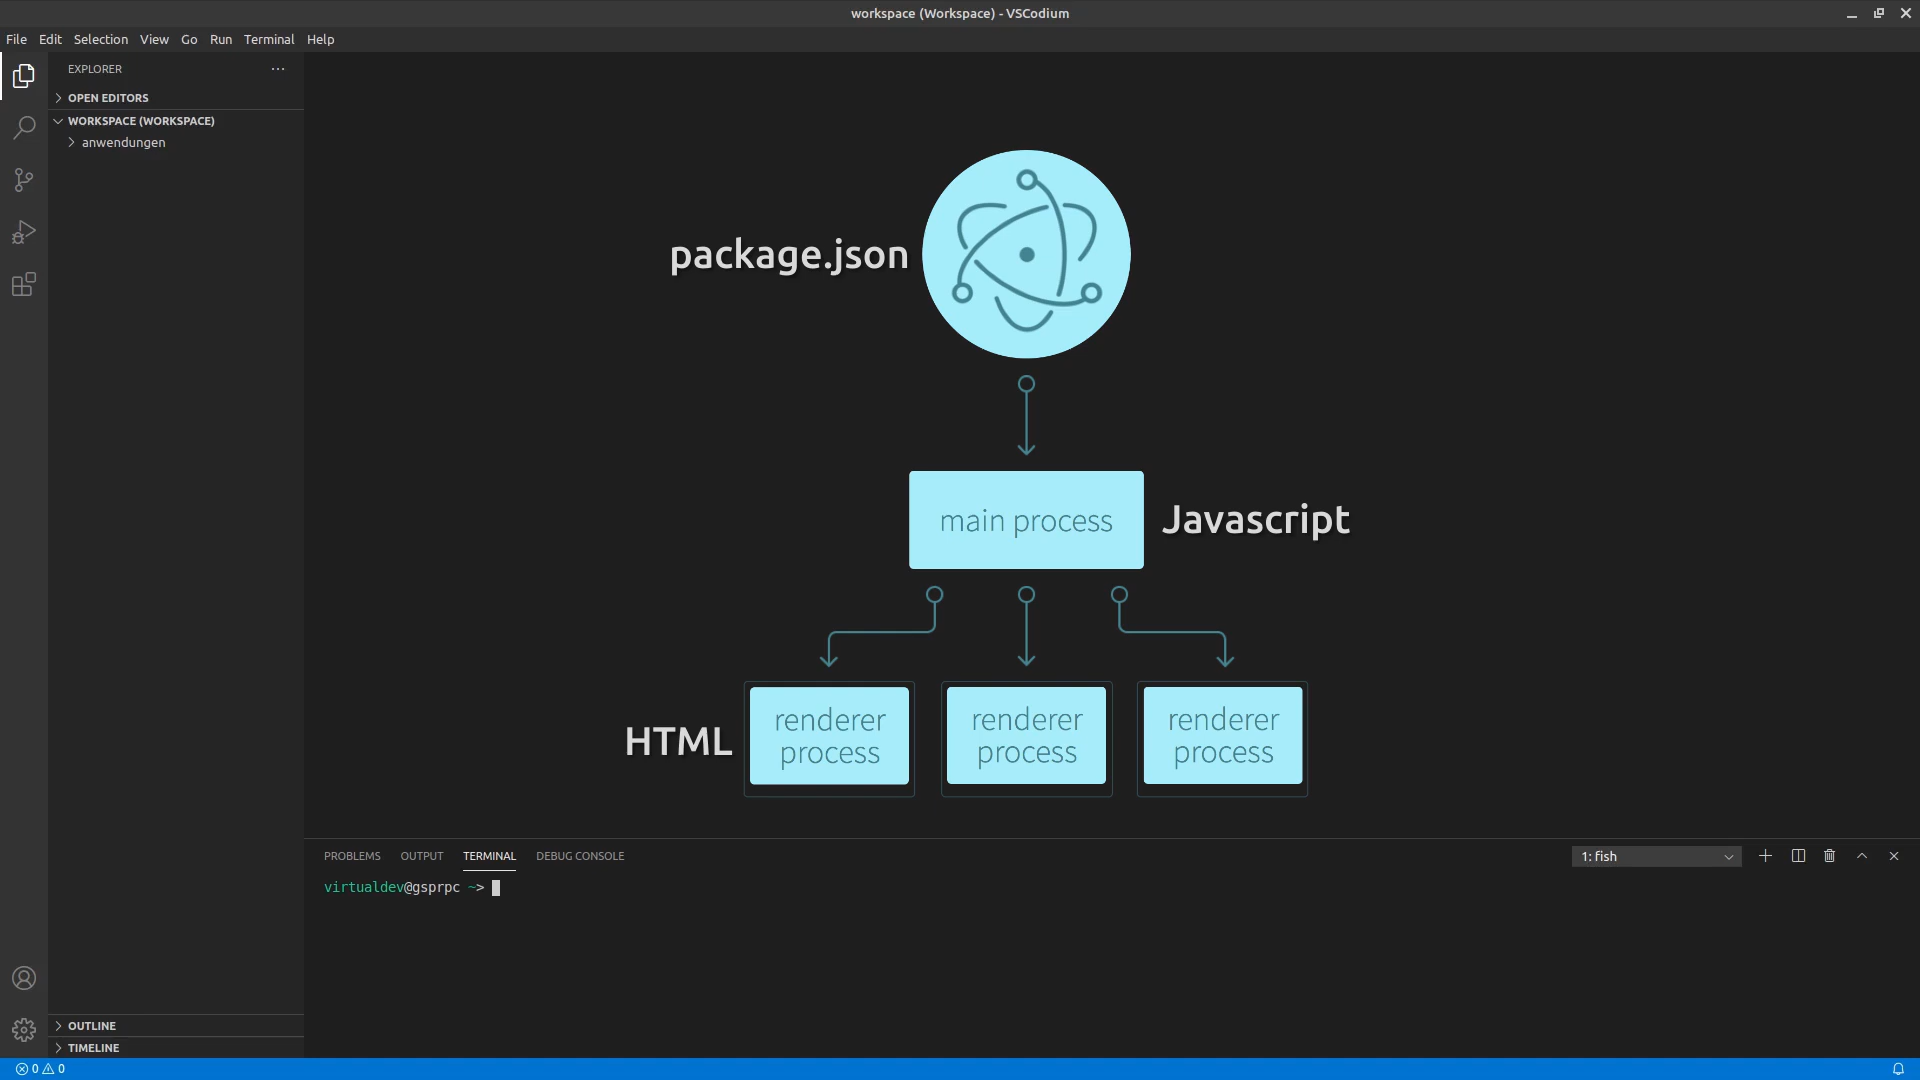 workspace (Workspace) - VSCodium
File Edit Selection View Go Run Terminal Help
EXPLORER
OPEN EDITORS
WORKSPACE (WORKSPACE)
anwendungen
package.json
main process
Javascript
HTML
renderer
process
renderer
process
renderer
process
PROBLEMS OUTPUT TERMINAL DEBUG CONSOLE
1: fish
virtualdev@gsprpc ~>
OUTLINE
TIMELINE
0 0